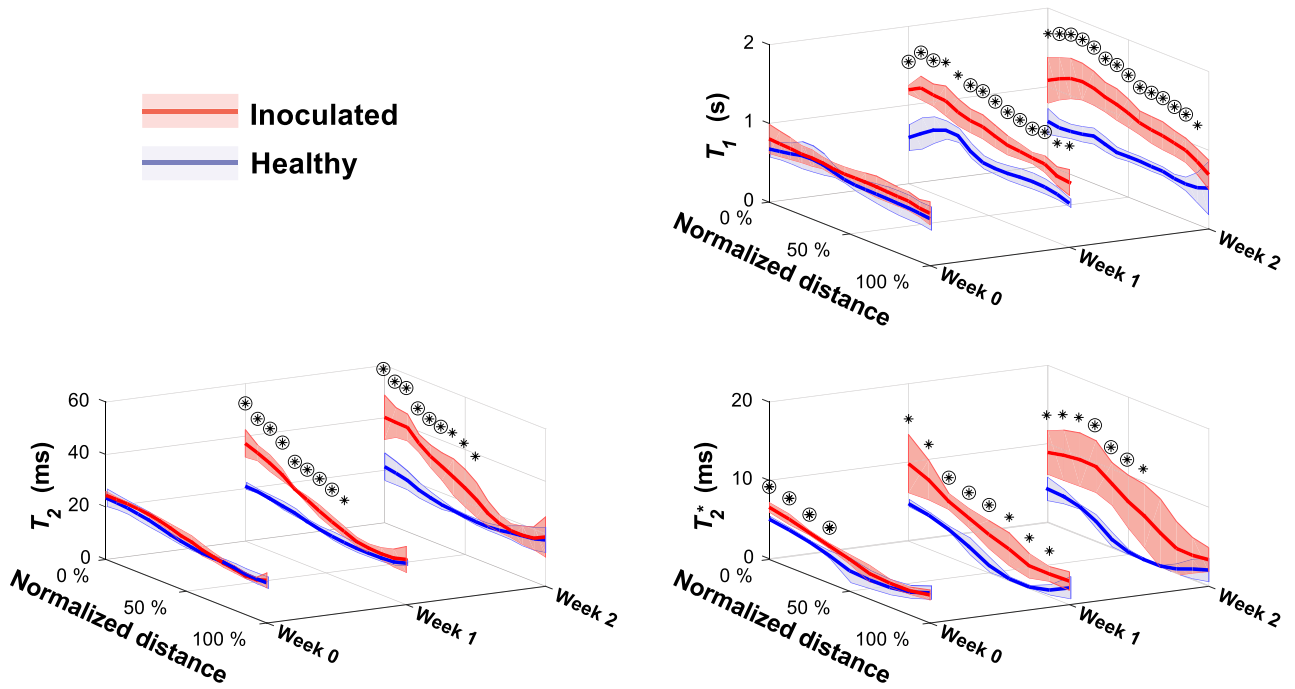 Inoculated
Healthy
T1 (s)
2
1
0
0 %
50 %
100 %
Normalized distance
Week 0
Week 1
Week 2
T2 (ms)
60
40
20
0
0 %
50 %
100 %
Normalized distance
Week 0
Week 1
Week 2
T2* (ms)
20
10
0
0 %
50 %
100 %
Normalized distance
Week 0
Week 1
Week 2